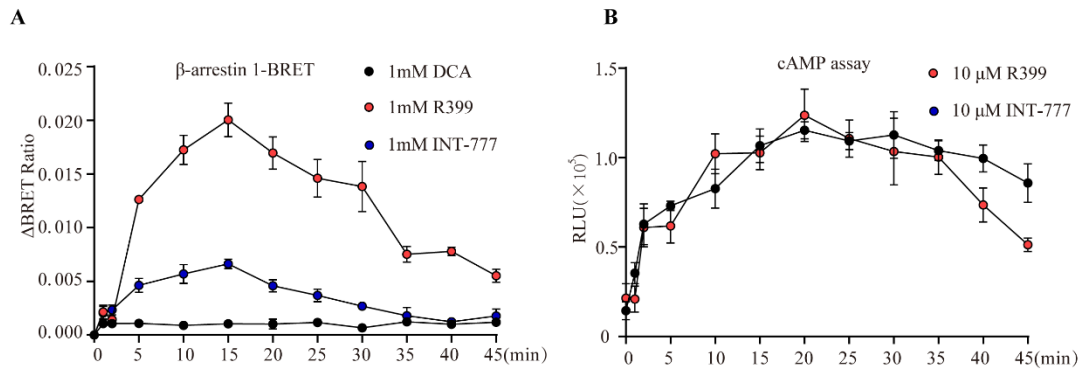 A
β-arrestin 1-BRET
1mM DCA
1mM R399
1mM INT-777
ΔBRET Ratio
0.025
0.020
0.015
0.010
0.005
0.000
0 5 10 15 20 25 30 35 40 45(min)
B
cAMP assay
10 μM R399
10 μM INT-777
RLU(×10⁵)
1.5
1.0
0.5
0
0 5 10 15 20 25 30 35 40 45(min)